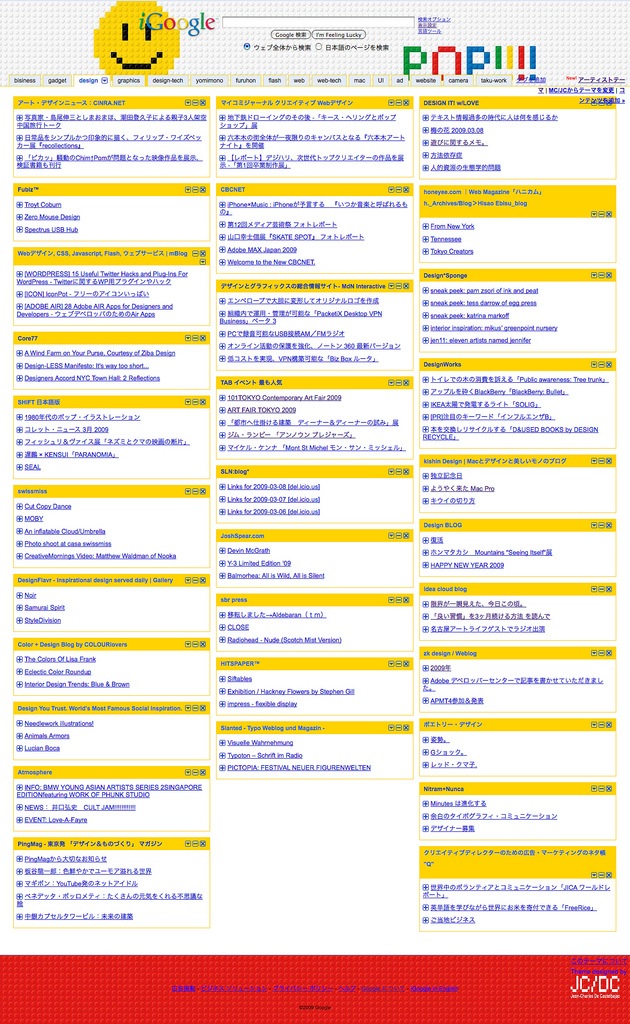 iGoogle
Google 検索 I'm Feeling Lucky
検索オプション
表示設定
言語ツール
ウェブ全体から検索 日本語のページを検索
bisiness gadget design graphics design-tech yomimono furuhon flash web web-tech mac UI ad website camera taku-work タブを追加
New! アーティストテーマ | MC/JCからテーマを変更 | コンテンツを追加 »
アート・デザインニュース : CINRA.NET
写真家・鳥尾伸三としまおまほ、潮田登久子による親子3人架空中国旅行トーク
日常品をシンプルかつ印象的に描く、フィリップ・ワイズベッカー展『recollections』
「ピカッ」騒動のChim↑Pomが問題となった映像作品を展示、検証書籍も刊行
Fubiz™
Troyt Coburn
Zero Mouse Design
Spectrus USB Hub
Webデザイン, CSS, Javascript, Flash, ウェブサービス | mBlog
[WORDPRESS] 15 Useful Twitter Hacks and Plug-Ins For WordPress - Twitterに関するWP用プラグインやハック
[ICON] IconPot - フリーのアイコンいっぱい
[ADOBE AIR] 28 Adobe AIR Apps for Designers and Developers - ウェブデベロッパのためのAir Apps
Core77
A Wind Farm on Your Purse, Courtesy of Ziba Design
Design-LESS Manifesto: It's way too short...
Designers Accord NYC Town Hall: 2 Reflections
SHIFT 日本語版
1980年代のポップ・イラストレーション
コレット・ニュース 3月 2009
フィッシュリ＆ヴァイス展「ネズミとクマの映画の断片」
× KENSUI「PARANOMIA」
SEAL
swissmiss
Cut Copy Dance
MOBY
An inflatable Cloud/Umbrella
Photo shoot at casa swissmiss
CreativeMornings Video: Matthew Waldman of Nooka
DesignFlavr - Inspirational design served daily | Gallery
Noir
Samurai Spirit
StyleDivision
Color + Design Blog by COLOURlovers
The Colors Of Lisa Frank
Eclectic Color Roundup
Interior Design Trends: Blue & Brown
Design You Trust. World's Most Famous Social Inspiration.
Needlework Illustrations!
Animals Armors
Lucian Boca
Atmosphere
INFO: BMW YOUNG ASIAN ARTISTS SERIES 2SINGAPORE EDITIONfeaturing WORK OF PHUNK STUDIO
NEWS： 井口弘史 CULT JAM!!!!!!!!!!!!!
EVENT: Love-A-Fayre
PingMag - 東京発 「デザイン＆ものづくり」 マガジン
PingMagから大切なお知らせ
板谷龍一郎：色鮮やかでユーモア溢れる世界
マギボン：YouTube発のネットアイドル
ベネデッタ・ボッロメティ：たくさんの元気をくれる不思議な絵
中銀カプセルタワービル：未来の建築
マイコミジャーナル クリエイティブ Webデザイン
地下鉄ドローイングのその後 - 「キース・ヘリングとポップショップ」展
六本木の街全体が一夜限りのキャンバスとなる『六本木アートナイト』を開催
【レポート】デジハリ、次世代トップクリエイターの作品を展示 - 「第1回卒業制作展」
CBCNET
iPhone×Music : iPhoneが予言する 『いつか音楽と呼ばれるもの』
第12回メディア芸術祭 フォトレポート
山口幸士個展『SKATE SPOT』 フォトレポート
Adobe MAX Japan 2009
Welcome to the New CBCNET.
デザインとグラフィックスの総合情報サイト- MdN Interactive
エンベロープで大胆に変形してオリジナルロゴを作成
組織内で運用・管理が可能な「PacketiX Desktop VPN Business」ベータ 3
PCで録音可能なUSB接続AM／FMラジオ
オンライン活動の保護を強化、ノートン 360 最新バージョン
低コストを実現、VPN構築可能な「Biz Box ルータ」
TAB イベント 最も人気
101TOKYO Contemporary Art Fair 2009
ART FAIR TOKYO 2009
「都市へ仕掛ける建築 ディーナー＆ディーナーの試み」展
ジム・ランビー 「アンノウン プレジャーズ」
マイケル・ケンナ 「Mont St Michel モン・サン・ミッシェル」
SLN:blog*
Links for 2009-03-08 [del.icio.us]
Links for 2009-03-07 [del.icio.us]
Links for 2009-03-06 [del.icio.us]
JoshSpear.com
Devin McGrath
Y-3 Limited Edition '09
Balmorhea: All is Wild, All is Silent
sbr press
移転しました→Aldebaran（ｔｍ）
CLOSE
Radiohead - Nude (Scotch Mist Version)
HITSPAPER™
Siftables
Exhibition / Hackney Flowers by Stephen Gill
impress - flexible display
Slanted - Typo Weblog und Magazin -
Visuelle Wahrnehmung
Typoton – Schrift im Radio
PICTOPIA: FESTIVAL NEUER FIGURENWELTEN
DESIGN IT! w/LOVE
テキスト情報過多の時代に人は何を感じるか
梅の花 2009.03.08
遊びに関するメモ。
方法依存症
人的資源の生態学的問題
honeyee.com ｜Web Magazine「ハニカム」
h._Archives/Blog＞Hisao Ebisu_blog
From New York
Tennessee
Tokyo Creators
Design*Sponge
sneak peek: pam zsori of ink and peat
sneak peek: tess darrow of egg press
sneak peek: katrina markoff
interior inspiration: mikus' greenpoint nursery
jen11: eleven artists named jennifer
DesignWorks
トイレでの木の消費を訴える「Public awareness: Tree trunk」
アップルを砕くBlackBerry「BlackBerry: Bullet」
IKEA太陽で発電するライト「SOLIG」
[PR]注目のキーワード「インフルエンザB」
本を交換しリサイクルする「D&USED BOOKS by DESIGN RECYCLE」
kishin Design | Macとデザインと美しいモノのブログ
独立記念日
ようやく来た Mac Pro
キウイの切り方
Design BLOG
復活
ホンマタカシ Mountains "Seeing Itself"展
HAPPY NEW YEAR 2009
idea cloud blog
世界が一瞬見えた、今日この頃。
「良い習慣」を3ヶ月続ける方法 を読んで
名古屋アートライフゲストでラジオ出演
zk design / Weblog
2009年
Adobe デベロッパーセンターで記事を書かせていただきました。
APMT4参加＆発表
ポエトリー・デザイン
姿勢。
Gショック。
レッド・クマ子.
Nitram+Nunca
Minutes は進化する
余白のタイポグラフィ・コミュニケーション
デザイナー募集
クリエイティブディレクターのための広告・マーケティングのネタ帳 "Q"
世界中のボランティアとコミュニケーション「JICA ワールドレポート」
英単語を学びながら世界にお米を寄付できる「FreeRice」
ご当地ビジネス
このテーマについて
Theme designed by
JC/DC
Jean-Charles De Castelbajac
広告掲載 - ビジネス ソリューション - プライバシー ポリシー - ヘルプ - Google について - iGoogle in English
©2009 Google